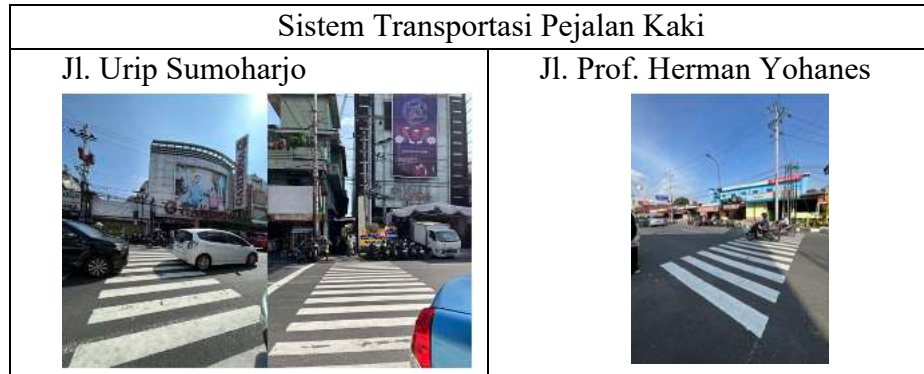 Sistem Transportasi Pejalan Kaki
Jl. Urip Sumoharjo
Jl. Prof. Herman Yohanes